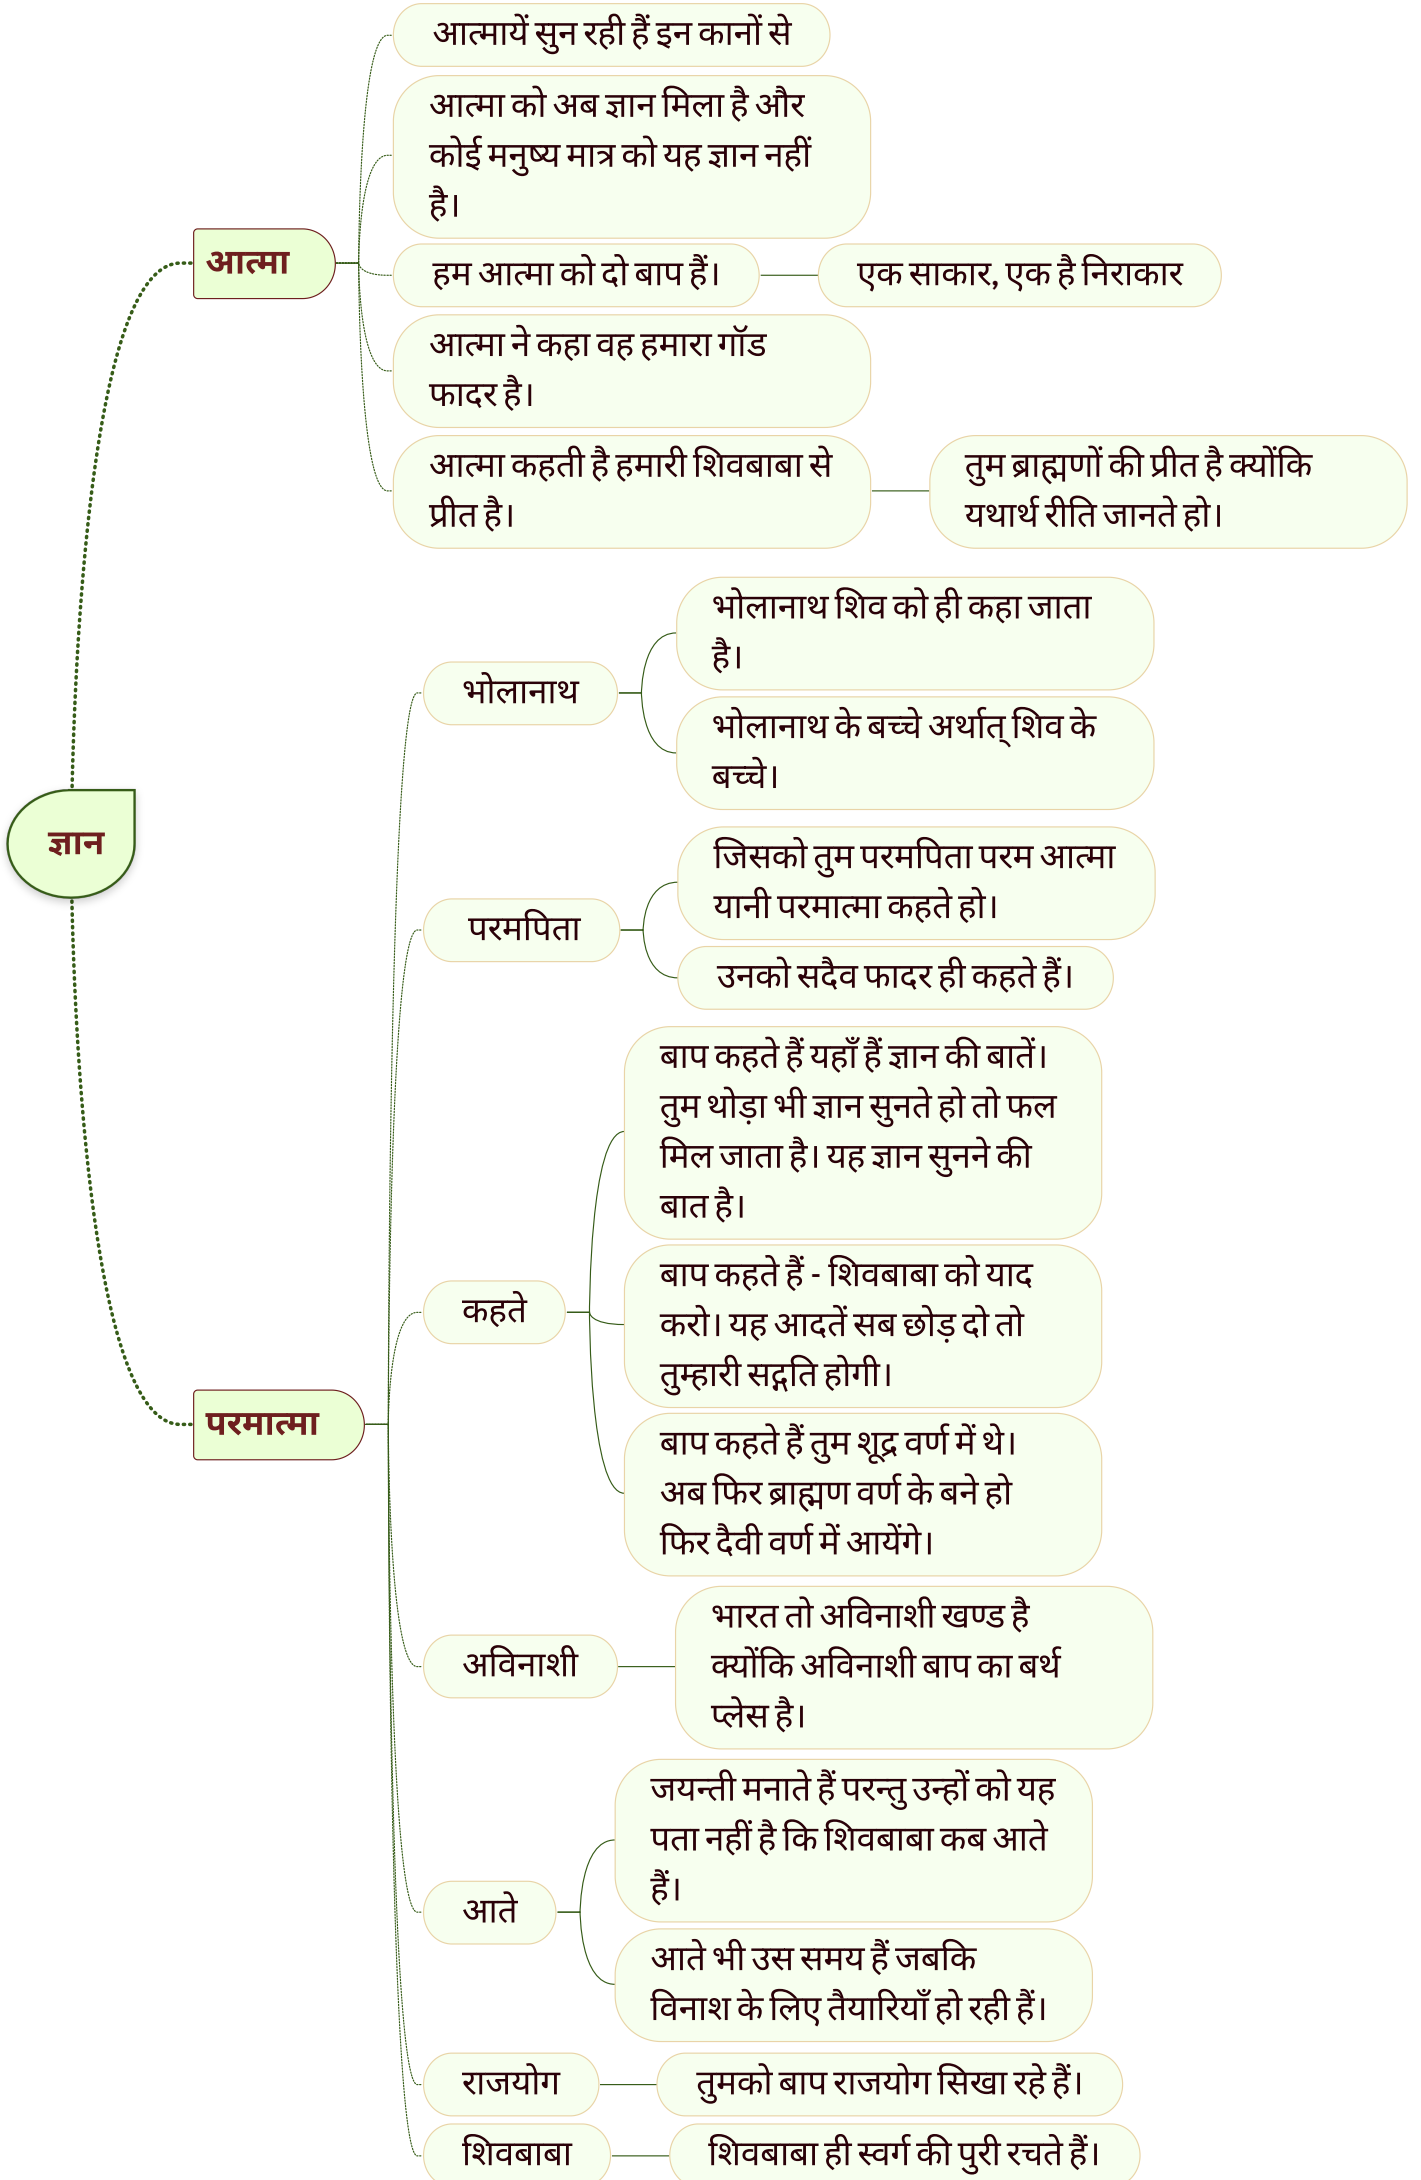 आत्मायें सुन रही हैं इन कानों से
आत्मा को अब ज्ञान मिला है और
कोई मनुष्य मात्र को यह ज्ञान नहीं
है।
आत्मा
हम आत्मा को दो बाप हैं।
एक साकार, एक है निराकार
आत्मा ने कहा वह हमारा गॉड
फादर है।
आत्मा कहती है हमारी शिवबाबा से
प्रीत है।
तुम ब्राह्मणों की प्रीत है क्योंकि
यथार्थ रीति जानते हो।
भोलानाथ
भोलानाथ शिव को ही कहा जाता
है।
भोलानाथ के बच्चे अर्थात् शिव के
बच्चे।
ज्ञान
परमपिता
जिसको तुम परमपिता परम आत्मा
यानी परमात्मा कहते हो।
उनको सदैव फादर ही कहते हैं।
कहते
बाप कहते हैं यहाँ हैं ज्ञान की बातें।
तुम थोड़ा भी ज्ञान सुनते हो तो फल
मिल जाता है। यह ज्ञान सुनने की
बात है।
बाप कहते हैं - शिवबाबा को याद
करो। यह आदतें सब छोड़ दो तो
तुम्हारी सद्गति होगी।
परमात्मा
बाप कहते हैं तुम शूद्र वर्ण में थे।
अब फिर ब्राह्मण वर्ण के बने हो
फिर दैवी वर्ण में आयेंगे।
अविनाशी
भारत तो अविनाशी खण्ड है
क्योंकि अविनाशी बाप का बर्थ
प्लेस है।
आते
जयन्ती मनाते हैं परन्तु उन्हों को यह
पता नहीं है कि शिवबाबा कब आते
हैं।
आते भी उस समय हैं जबकि
विनाश के लिए तैयारियाँ हो रही हैं।
राजयोग
तुमको बाप राजयोग सिखा रहे हैं।
शिवबाबा
शिवबाबा ही स्वर्ग की पुरी रचते हैं।